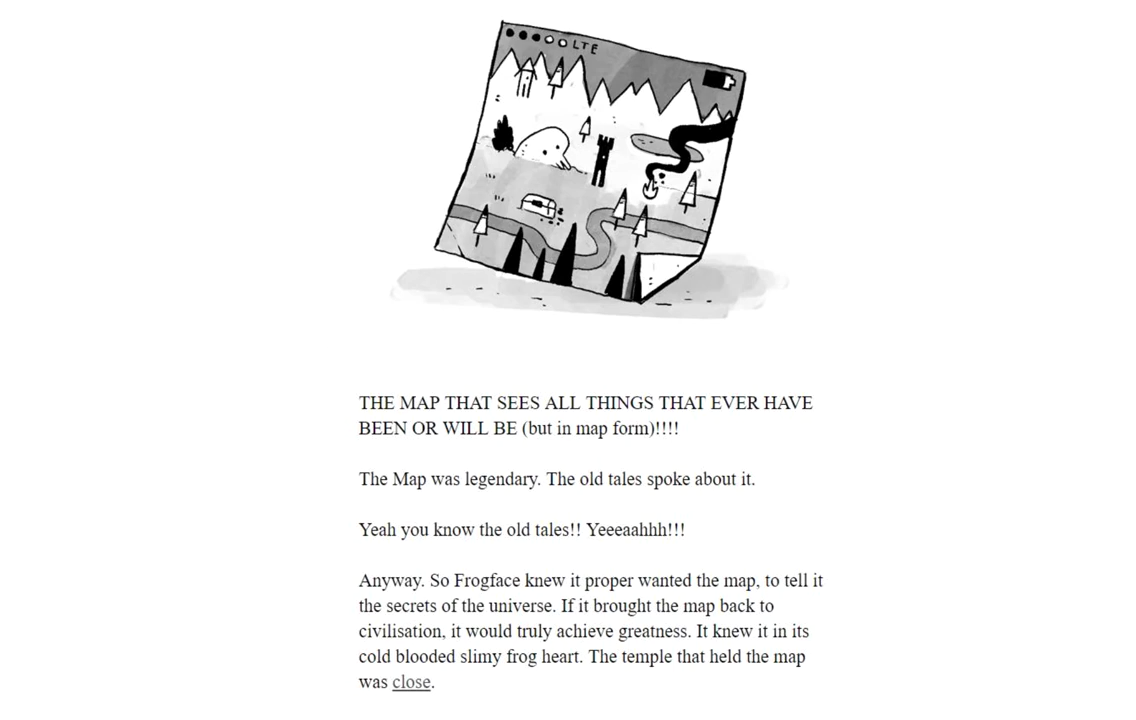 LTE
THE MAP THAT SEES ALL THINGS THAT EVER HAVE
BEEN OR WILL BE (but in map form)!!!!
The Map was legendary. The old tales spoke about it.
Yeah you know the old tales!! Yeeeaahhh!!!
Anyway. So Frogface knew it proper wanted the map, to tell it
the secrets of the universe. If it brought the map back to
civilisation, it would truly achieve greatness. It knew it in its
cold blooded slimy frog heart. The temple that held the map
was close.